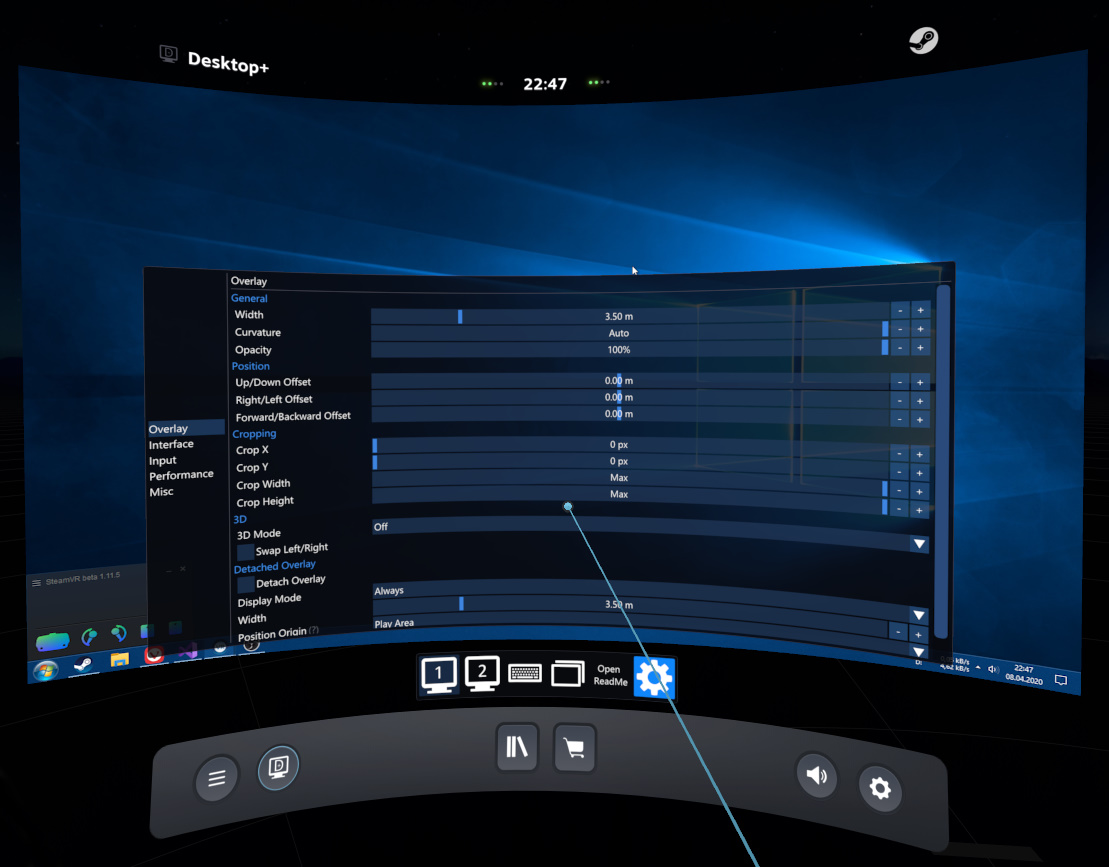 Desktop+
22:47
Overlay
General
Width 3.50 m - +
Curvature Auto - +
Opacity 100% - +
Position
Up/Down Offset 0.00 m - +
Right/Left Offset 0.00 m - +
Forward/Backward Offset 0.00 m - +
Cropping
Crop X 0 px - +
Crop Y 0 px - +
Crop Width Max - +
Crop Height Max - +
3D
3D Mode Off
Swap Left/Right
Detached Overlay
Detach Overlay
Display Mode Always
Width 3.50 m - +
Position Origin (?) Play Area
Overlay
Interface
Input
Performance
Misc
SteamVR beta 1.11.5
kB/s
4,62 kB/s
22:47
08.04.2020
1
2
Open
ReadMe